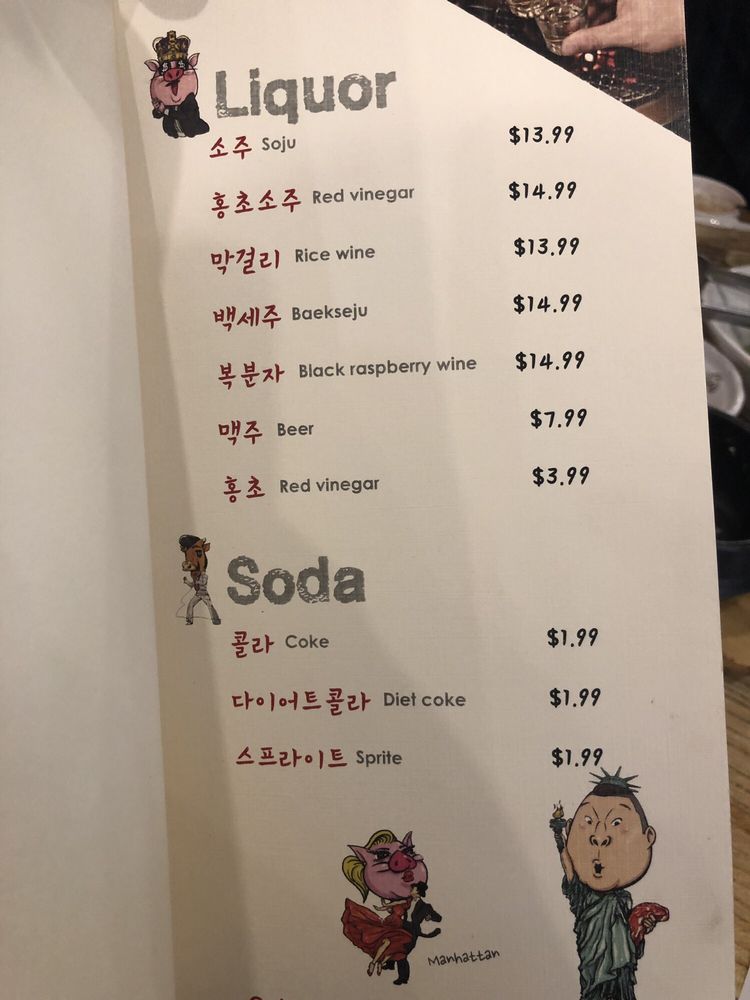 Liquor
소주 Soju $13.99
홍초소주 Red vinegar $14.99
막걸리 Rice wine $13.99
백세주 Baekseju $14.99
복분자 Black raspberry wine $14.99
맥주 Beer $7.99
홍초 Red vinegar $3.99
Soda
콜라 Coke $1.99
다이어트콜라 Diet coke $1.99
스프라이트 Sprite $1.99
Manhattan